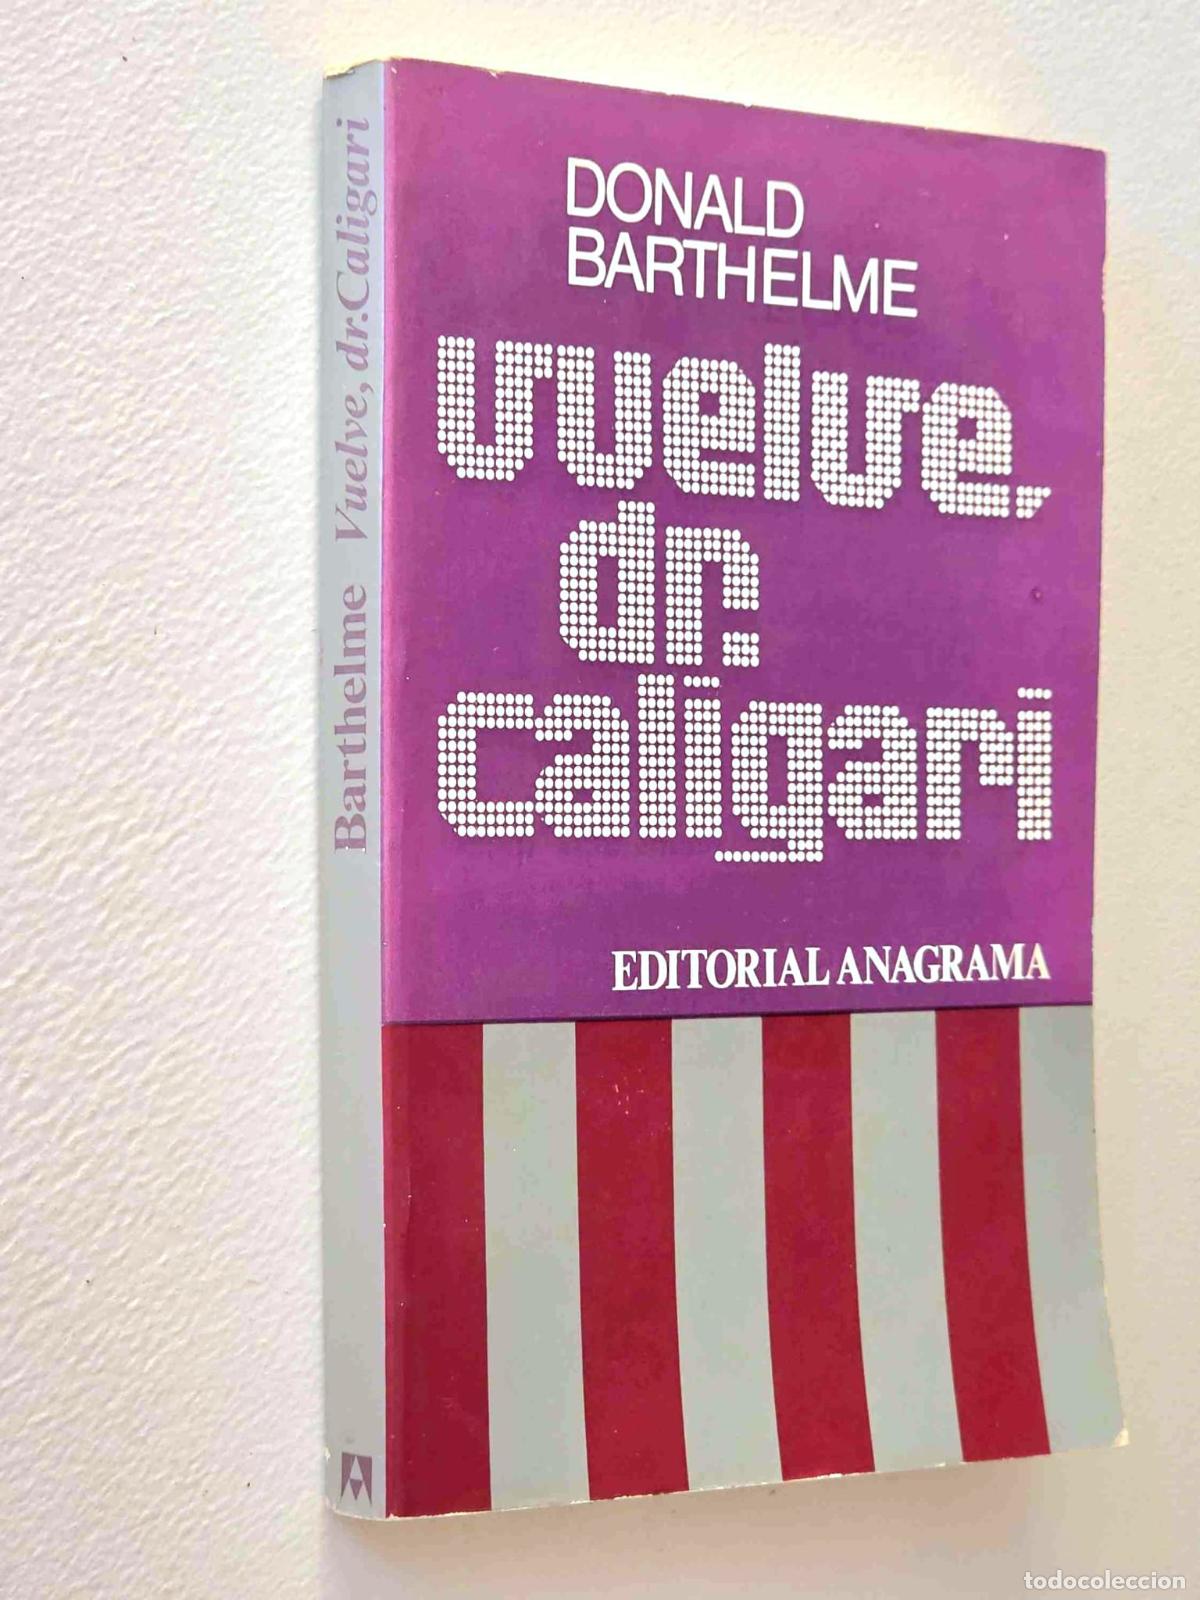 Barthelme Vuelve, dr.Caligari
DONALD
BARTHELME
vuelve,
dr.
caligari
EDITORIAL ANAGRAMA
todocoleccion